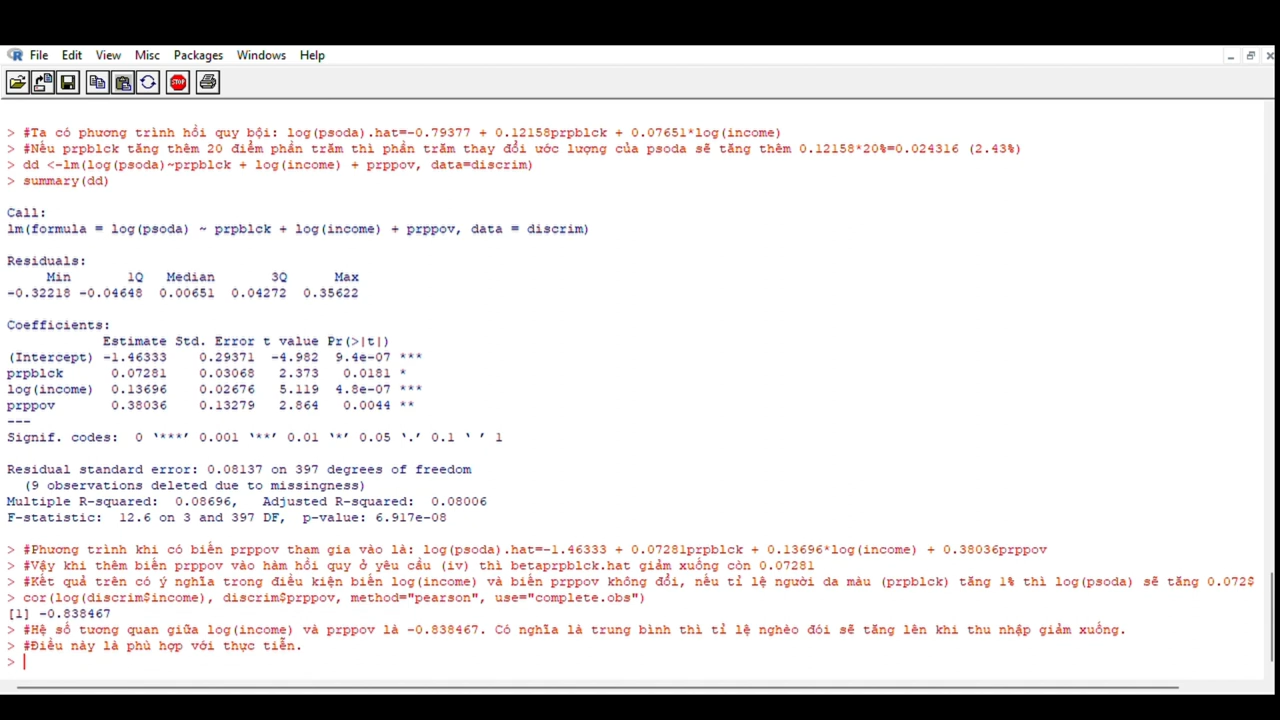 File Edit View Misc Packages Windows Help
STOP
> #Ta có phương trình hồi quy bội: log(psoda).hat=-0.79377 + 0.12158prpblck + 0.07651*log(income)
> #Nếu prpblck tăng thêm 20 điểm phần trăm thì phần trăm thay đổi ước lượng của psoda sẽ tăng thêm 0.12158*20%=0.024316 (2.43%)
> dd <-lm(log(psoda)~prpblck + log(income) + prppov, data=discrim)
> summary(dd)
Call:
lm(formula = log(psoda) ~ prpblck + log(income) + prppov, data = discrim)
Residuals:
Min 1Q Median 3Q Max
-0.32218 -0.04648 0.00651 0.04272 0.35622
Coefficients:
Estimate Std. Error t value Pr(>|t|)
(Intercept) -1.46333 0.29371 -4.982 9.4e-07 ***
prpblck 0.07281 0.03068 2.373 0.0181 *
log(income) 0.13696 0.02676 5.119 4.8e-07 ***
prppov 0.38036 0.13279 2.864 0.0044 **
---
Signif. codes: 0 ‘***’ 0.001 ‘**’ 0.01 ‘*’ 0.05 ‘.’ 0.1 ‘ ’ 1
Residual standard error: 0.08137 on 397 degrees of freedom
(9 observations deleted due to missingness)
Multiple R-squared: 0.08696, Adjusted R-squared: 0.08006
F-statistic: 12.6 on 3 and 397 DF, p-value: 6.917e-08
> #Phương trình khi có biến prppov tham gia vào là: log(psoda).hat=-1.46333 + 0.07281prpblck + 0.13696*log(income) + 0.38036prppov
> #Vậy khi thêm biến prppov vào hàm hồi quy ở yêu cầu (iv) thì betaprpblck.hat giảm xuống còn 0.07281
> #Kết quả trên có ý nghĩa trong điều kiện biến log(income) và biến prppov không đổi, nếu tỉ lệ người da màu (prpblck) tăng 1% thì log(psoda) sẽ tăng 0.072$
> cor(log(discrim$income), discrim$prppov, method="pearson", use="complete.obs")
[1] -0.838467
> #Hệ số tương quan giữa log(income) và prppov là -0.838467. Có nghĩa là trung bình thì tỉ lệ nghèo đói sẽ tăng lên khi thu nhập giảm xuống.
> #Điều này là phù hợp với thực tiễn.
>